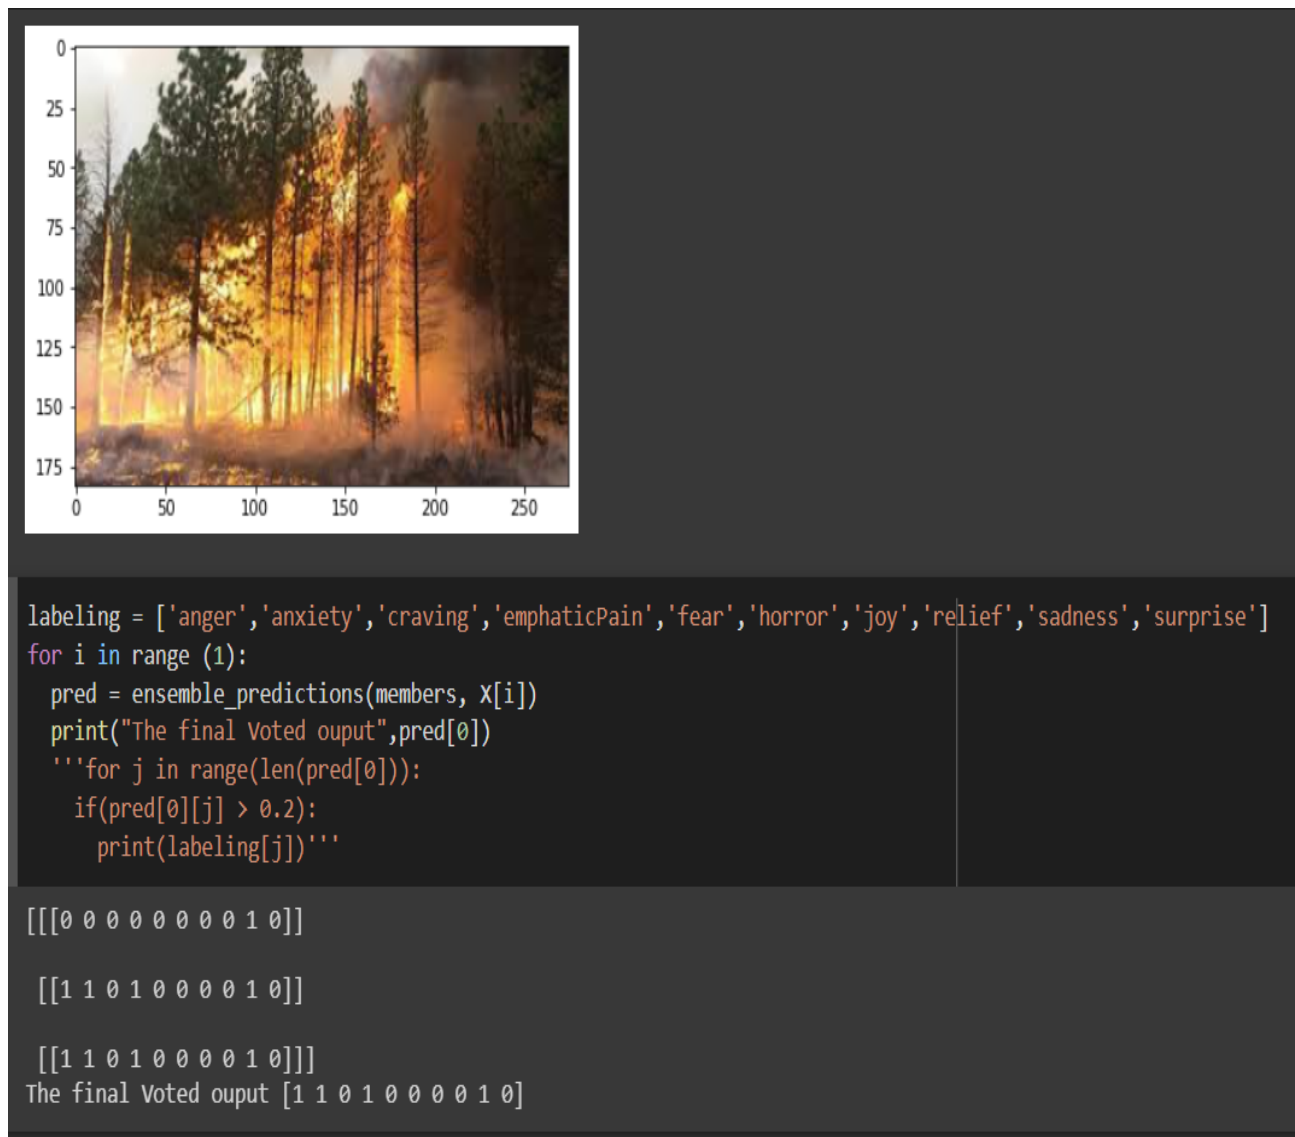 0
25
50
75
100
125
150
175
0 50 100 150 200 250
labeling = ['anger','anxiety','craving','emphaticPain','fear','horror','joy','relief','sadness','surprise']
for i in range (1):
  pred = ensemble_predictions(members, X[i])
  print("The final Voted ouput",pred[0])
  '''for j in range(len(pred[0])):
    if(pred[0][j] > 0.2):
      print(labeling[j])'''
[[[0 0 0 0 0 0 0 0 1 0]]
 [[1 1 0 1 0 0 0 0 1 0]]
 [[1 1 0 1 0 0 0 0 1 0]]]
The final Voted ouput [1 1 0 1 0 0 0 0 1 0]